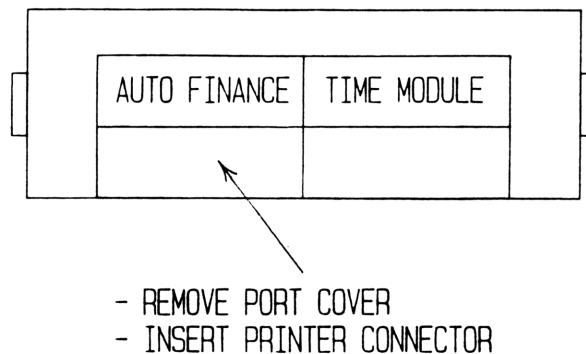 AUTO FINANCE TIME MODULE
- REMOVE PORT COVER
- INSERT PRINTER CONNECTOR